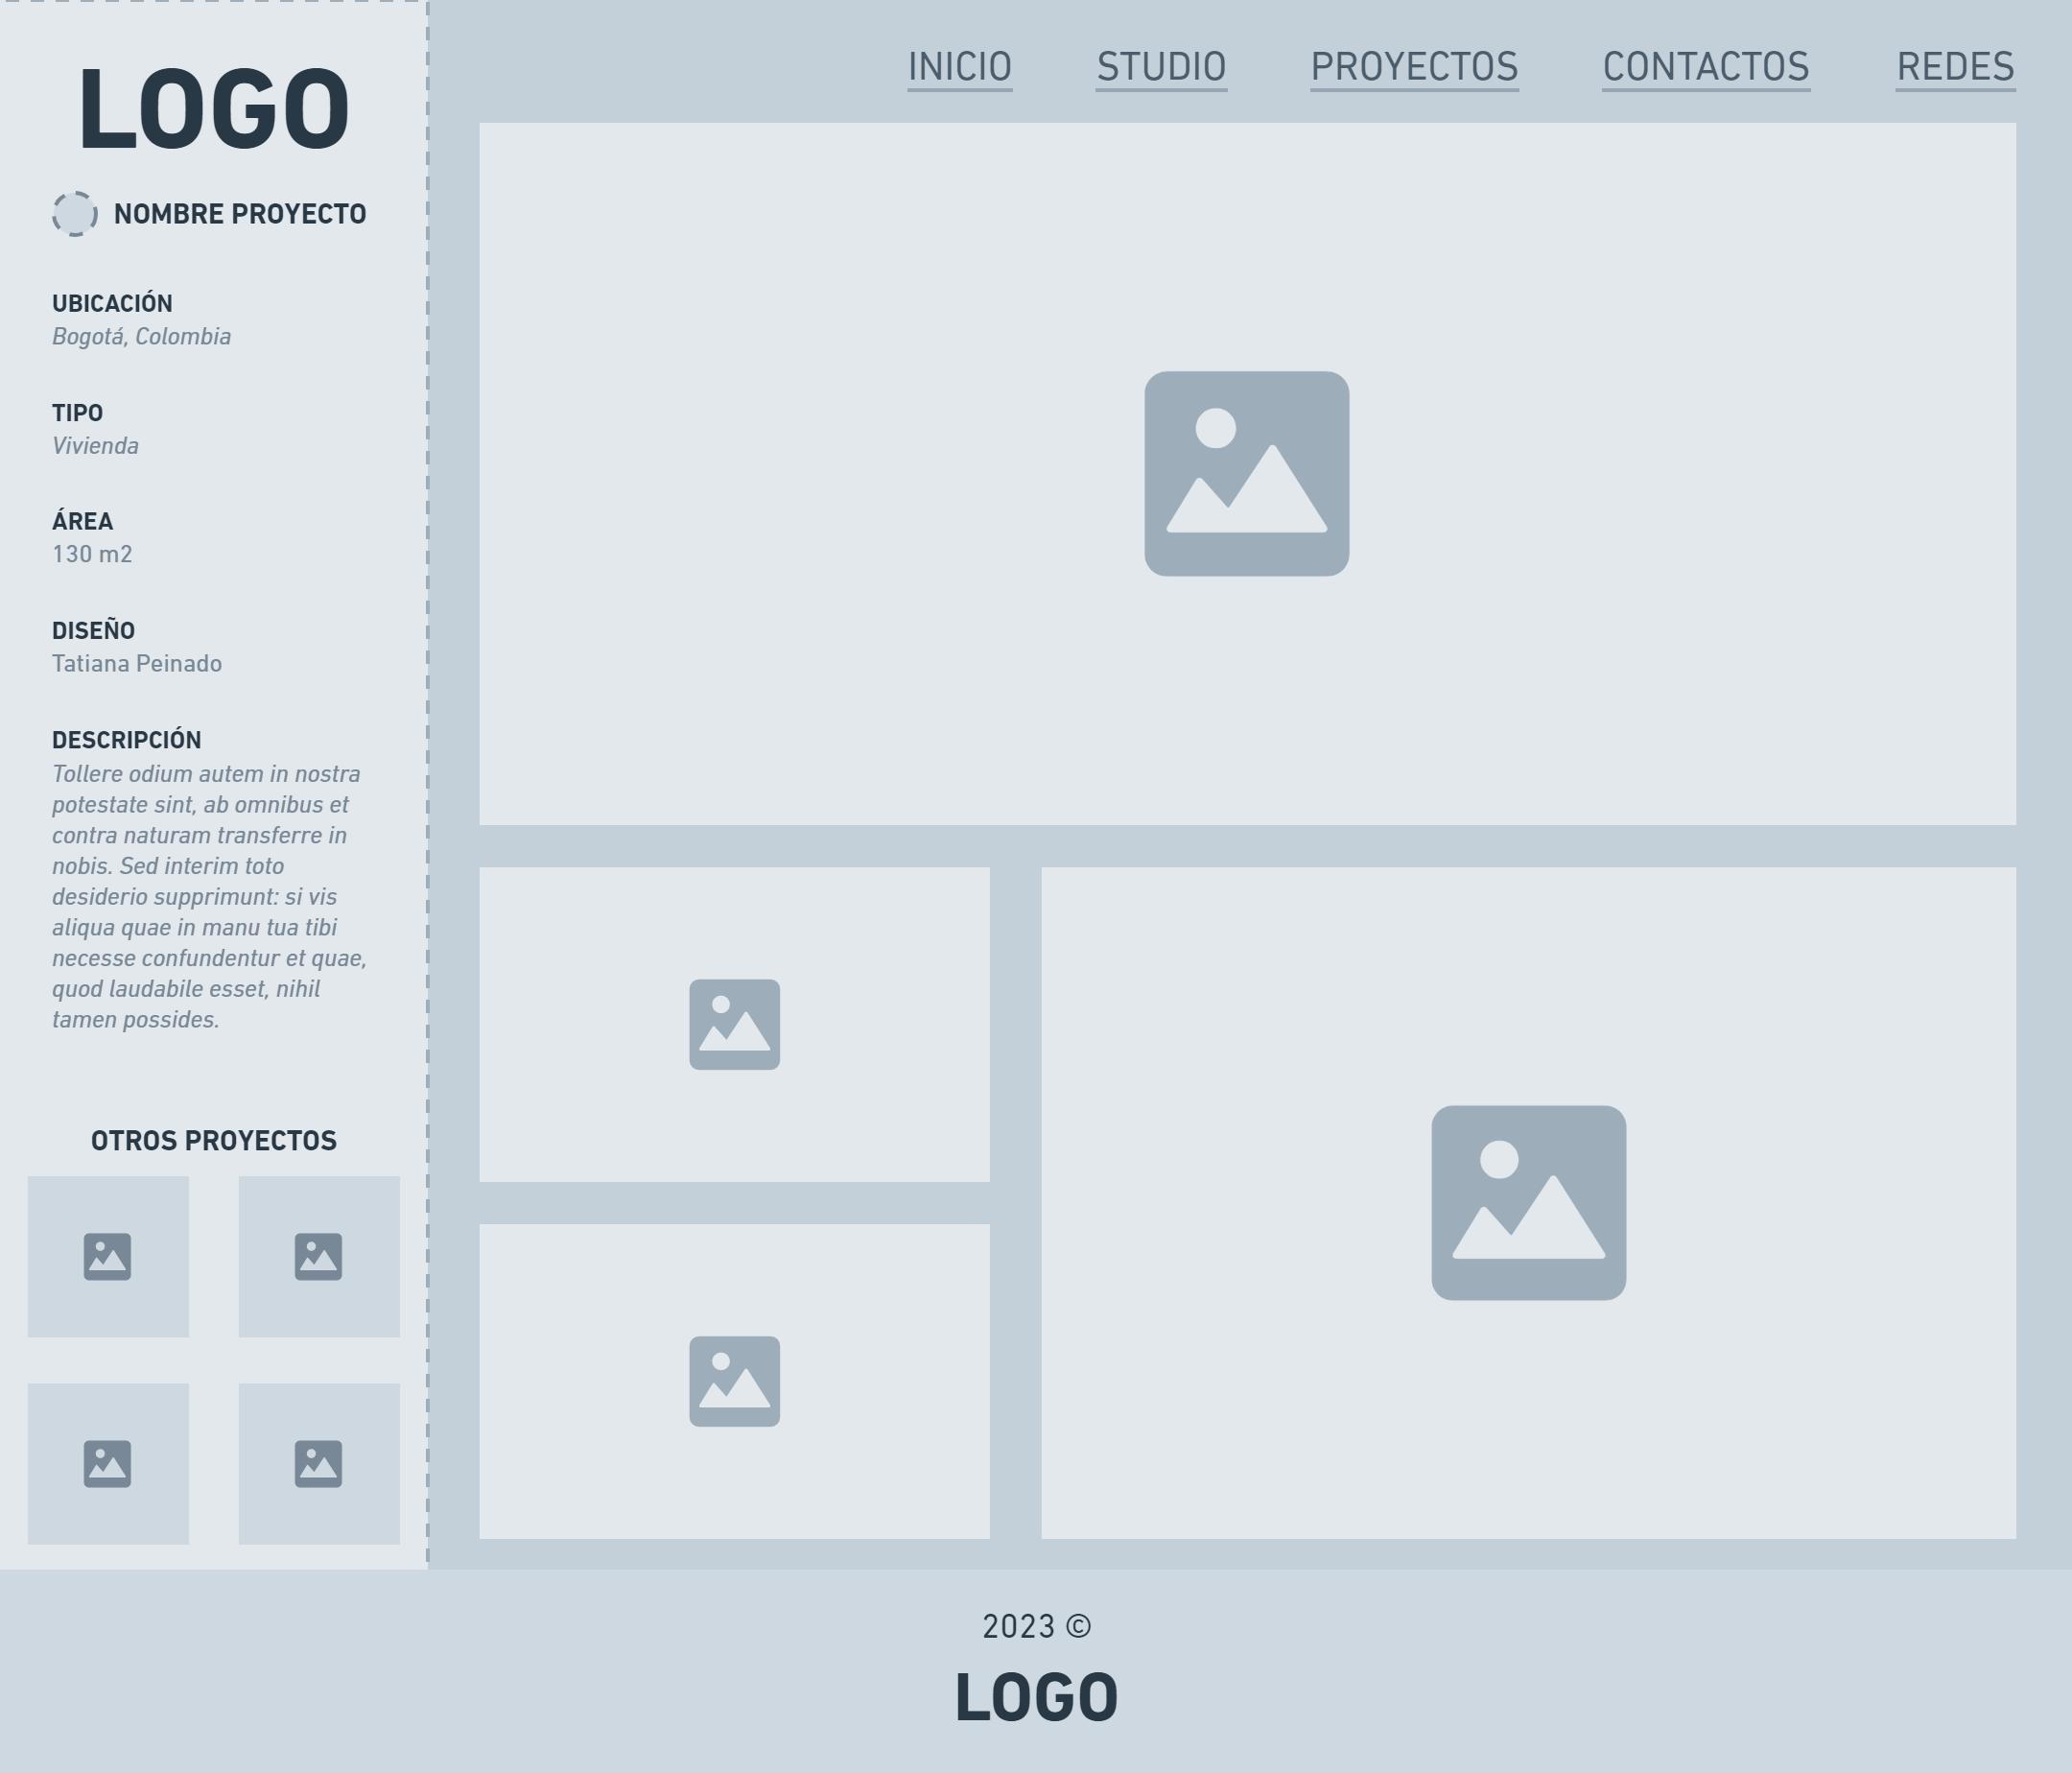 LOGO
NOMBRE PROYECTO
UBICACIÓN
Bogotá, Colombia
TIPO
Vivienda
ÁREA
130 m2
DISEÑO
Tatiana Peinado
DESCRIPCIÓN
Tollere odium autem in nostra
potestate sint, ab omnibus et
contra naturam transferre in
nobis. Sed interim toto
desiderio supprimunt: si vis
aliqua quae in manu tua tibi
necesse confundentur et quae,
quod laudabile esset, nihil
tamen possides.
OTROS PROYECTOS
INICIO STUDIO PROYECTOS CONTACTOS REDES
2023 ©
LOGO